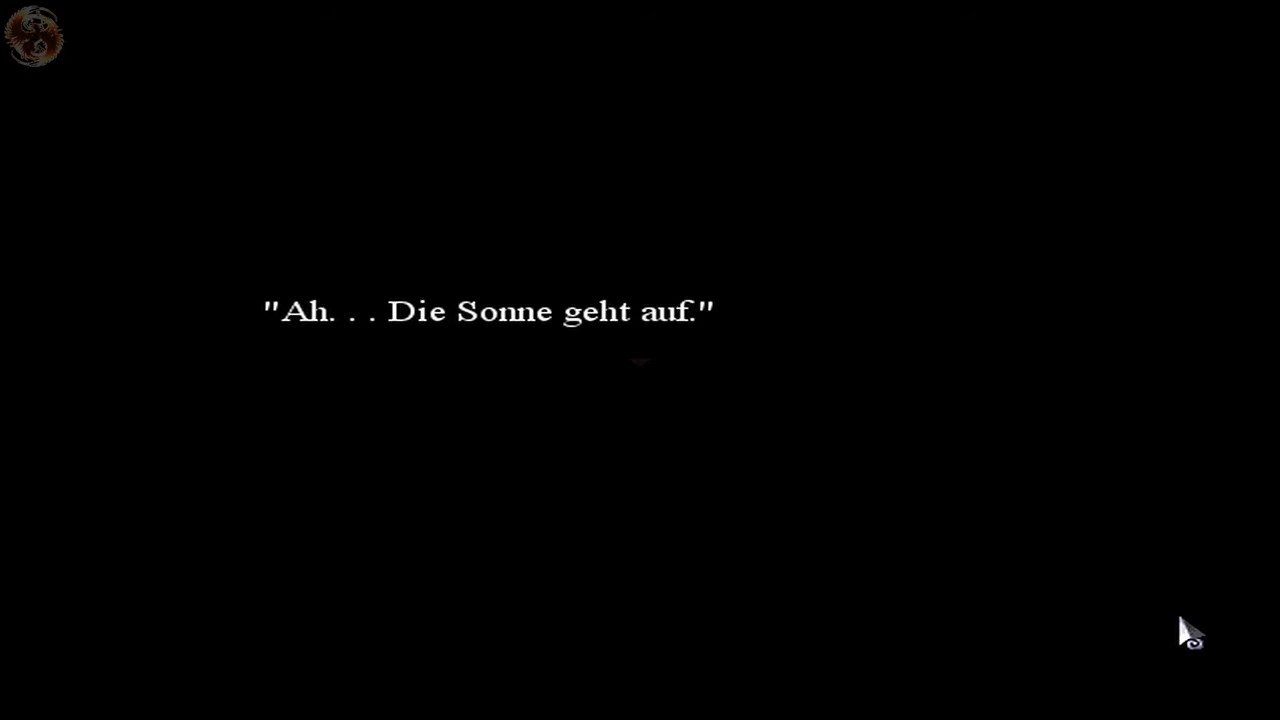 "Ah. . . Die Sonne geht auf."